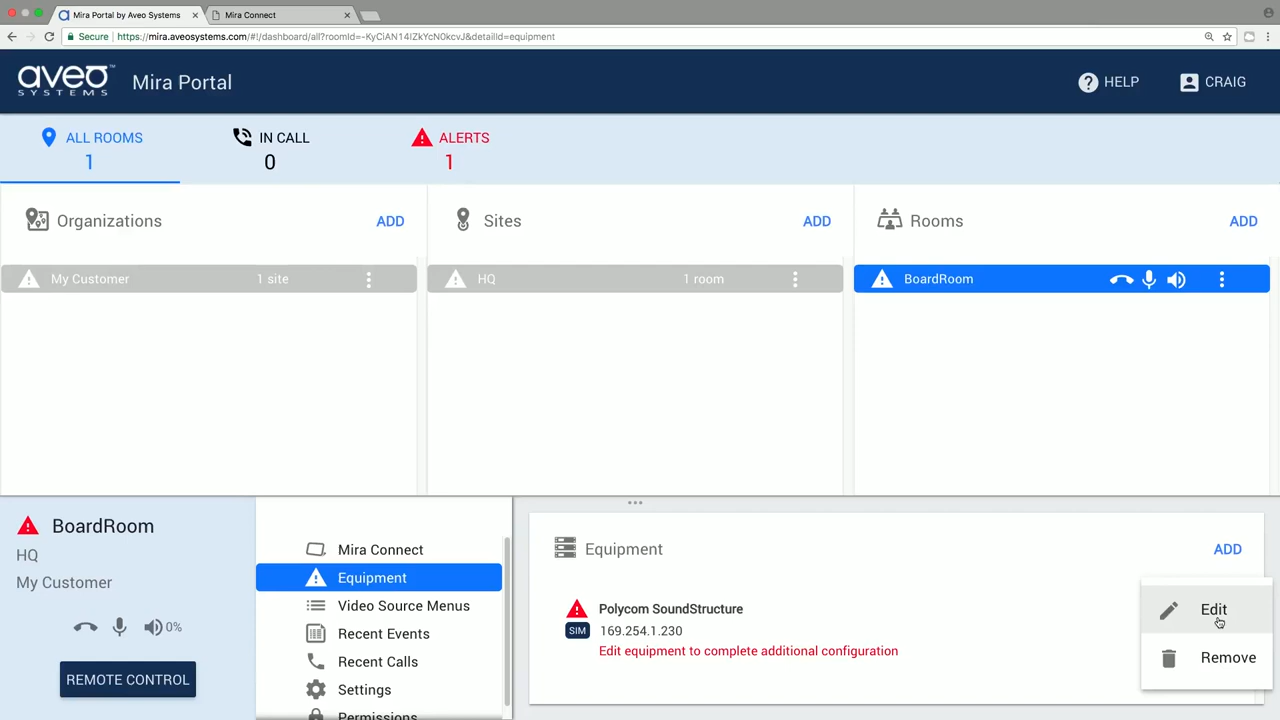 Mira Portal by Aveo Systems
Mira Connect
Secure
https://mira.aveosystems.com/#!/dashboard/all?roomId=-KyCiAN14IZkYcN0kcvJ&detailId=equipment
aveo™
SYSTEMS
Mira Portal
HELP
CRAIG
ALL ROOMS
1
IN CALL
0
ALERTS
1
Organizations
ADD
Sites
ADD
Rooms
ADD
My Customer
1 site
HQ
1 room
BoardRoom
BoardRoom
HQ
My Customer
0%
REMOTE CONTROL
Mira Connect
Equipment
Video Source Menus
Recent Events
Recent Calls
Settings
Permissions
Equipment
ADD
Polycom SoundStructure
SIM
169.254.1.230
Edit equipment to complete additional configuration
Edit
Remove